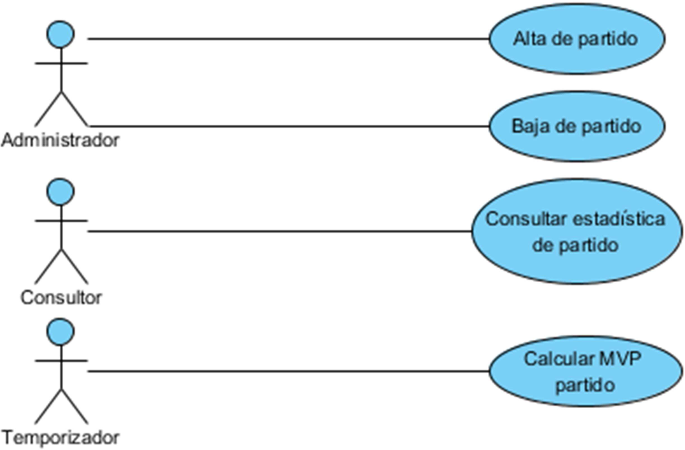 Alta de partido
Baja de partido
Administrador
Consultar estadística
de partido
Consultor
Calcular MVP
partido
Temporizador